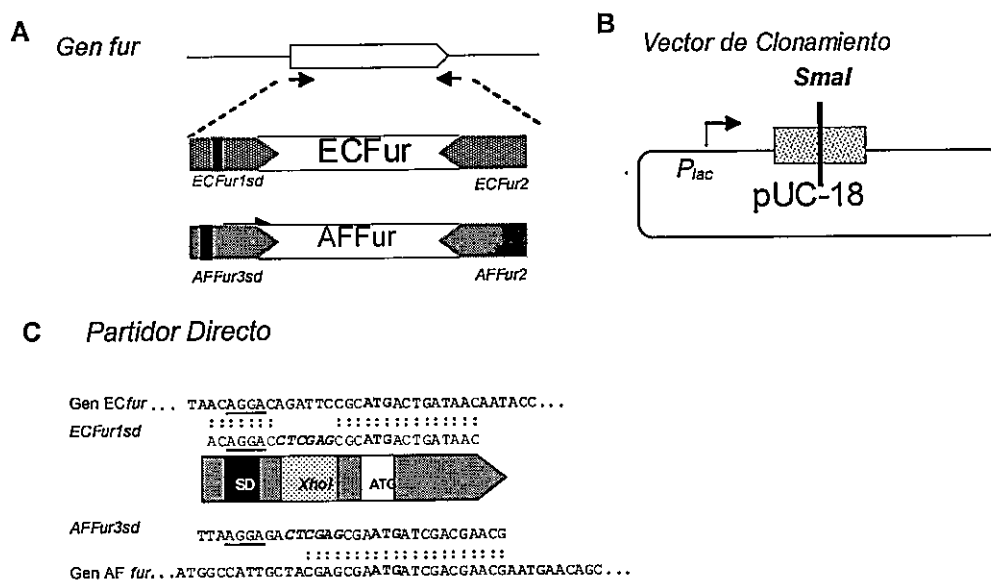 A
Gen fur
ECFur
ECFur1sd
ECFur2
AFFur
AFFur3sd
AFFur2
B
Vector de Clonamiento
SmaI
Plac
pUC-18
C
Partidor Directo
Gen ECfur... TAACAGGACAGATTCCGCATGACTGATAACAATACC...
ECFur1sd ACAGGACCTCGAGCGCATGACTGATAAC
SD
XhoI
ATG
AFFur3sd TTAAGGAGACTCGAGCGAATGATCGACGAACG
Gen AF fur...ATGGCCATTGCTACGAGCGAATGATCGACGAACGAATGAACAGC...